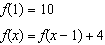 f(1) = 10
f(x) = f(x − 1) + 4